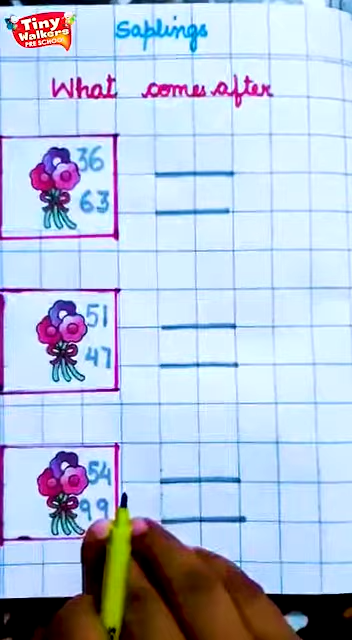 Tiny
Walkers
PRE SCHOOL
Saplings
What comes after
36
63
51
47
54
99